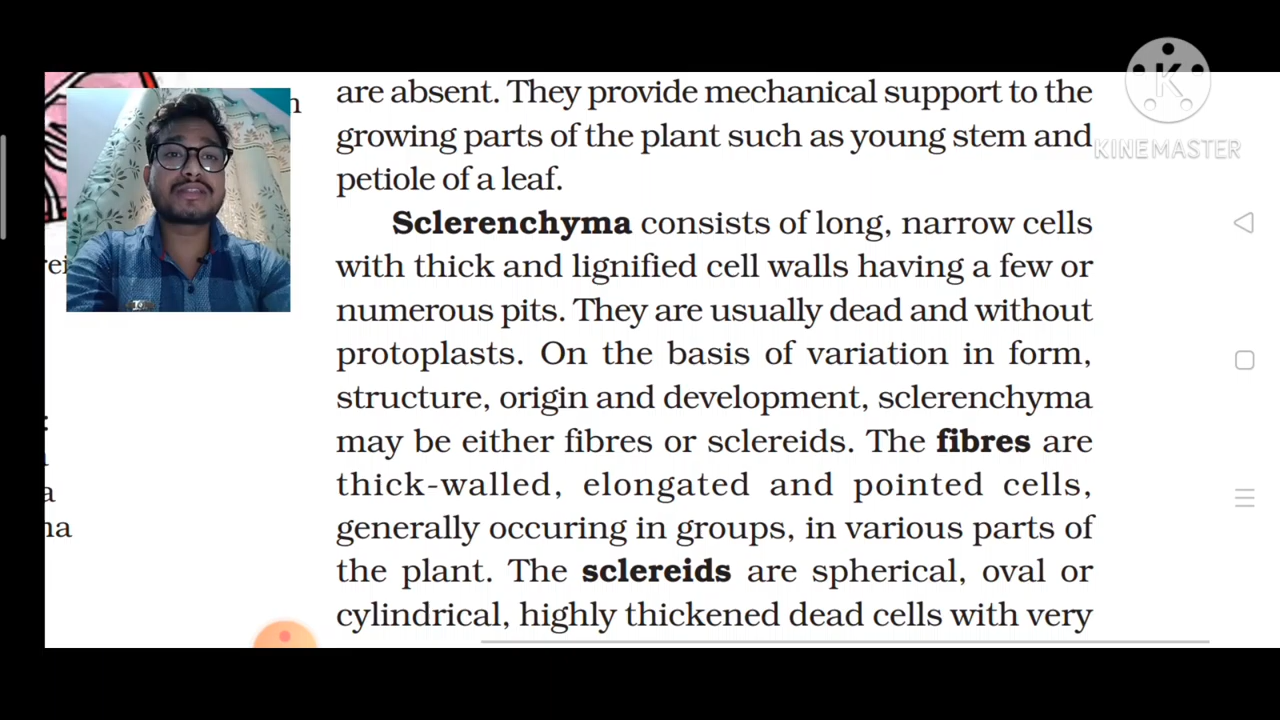 are absent. They provide mechanical support to the
growing parts of the plant such as young stem and
petiole of a leaf.
Sclerenchyma consists of long, narrow cells
with thick and lignified cell walls having a few or
numerous pits. They are usually dead and without
protoplasts. On the basis of variation in form,
structure, origin and development, sclerenchyma
may be either fibres or sclereids. The fibres are
thick-walled, elongated and pointed cells,
generally occuring in groups, in various parts of
the plant. The sclereids are spherical, oval or
cylindrical, highly thickened dead cells with very
K
KINEMASTER